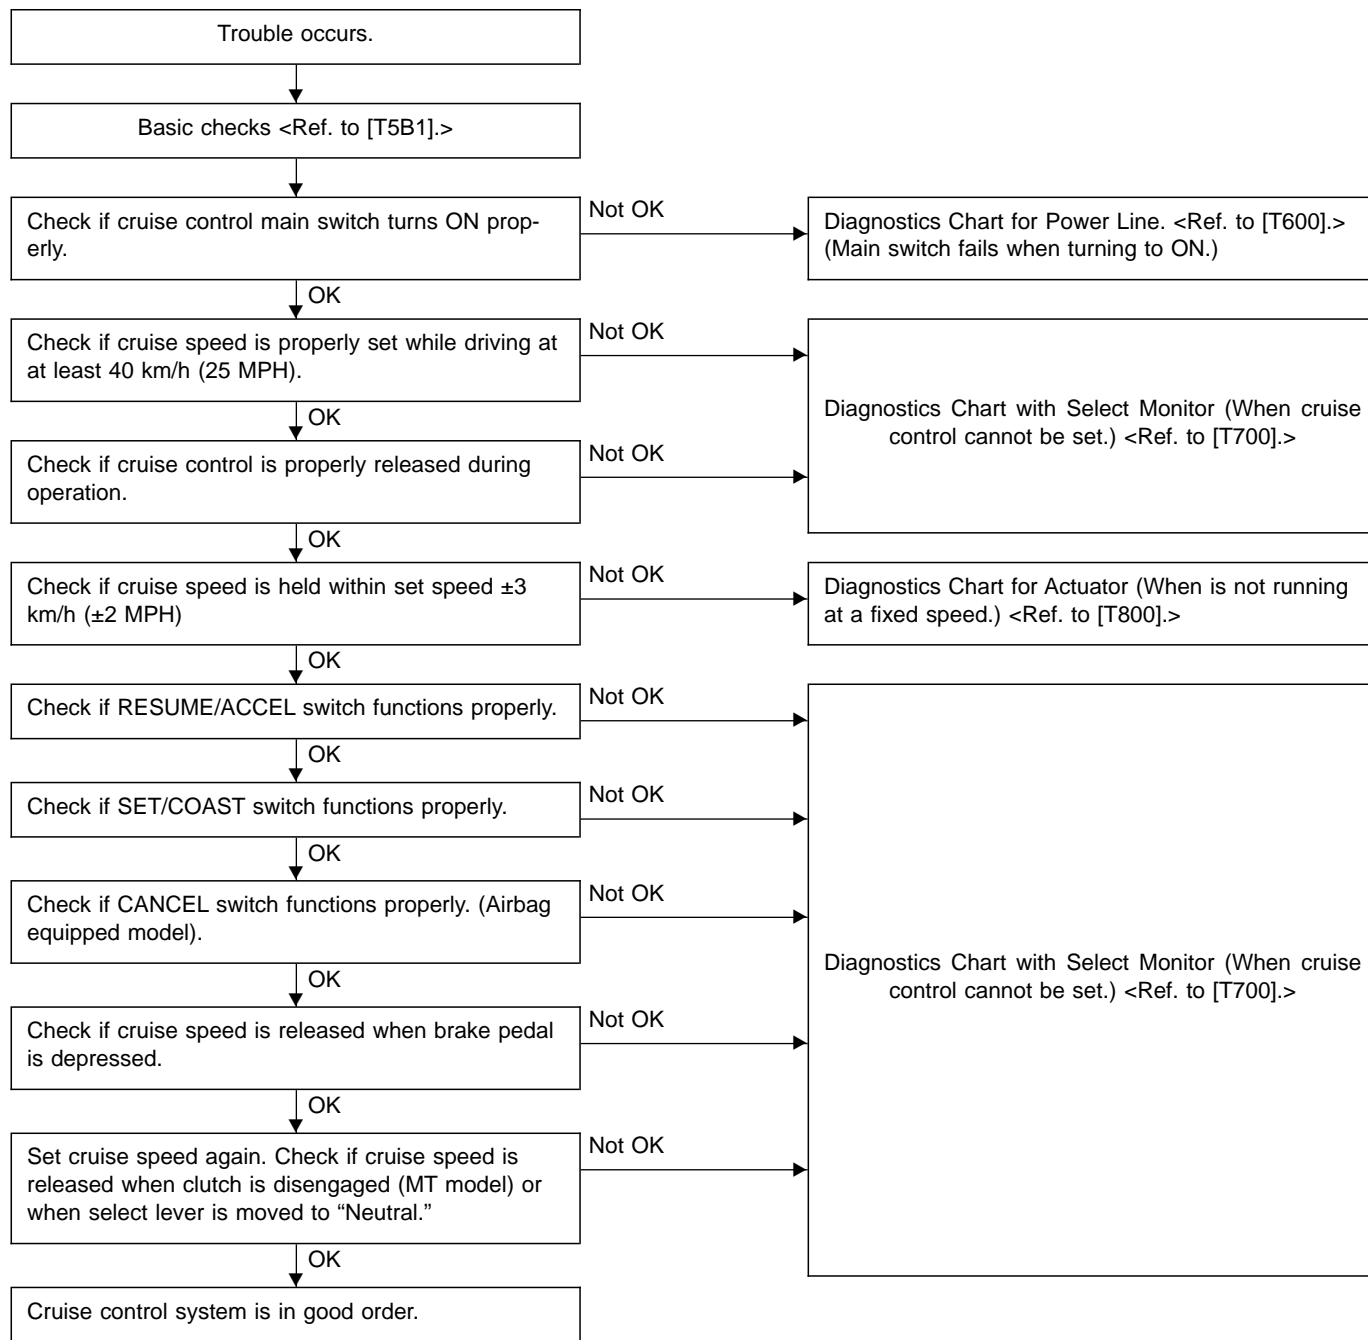 Trouble occurs.
Basic checks <Ref. to [T5B1].>
Check if cruise control main switch turns ON prop-
erly.
Not OK
Diagnostics Chart for Power Line. <Ref. to [T600].>
(Main switch fails when turning to ON.)
OK
Check if cruise speed is properly set while driving at
at least 40 km/h (25 MPH).
Not OK
OK
Check if cruise control is properly released during
operation.
Not OK
Diagnostics Chart with Select Monitor (When cruise
control cannot be set.) <Ref. to [T700].>
OK
Check if cruise speed is held within set speed ±3
km/h (±2 MPH)
Not OK
Diagnostics Chart for Actuator (When is not running
at a fixed speed.) <Ref. to [T800].>
OK
Check if RESUME/ACCEL switch functions properly.
Not OK
OK
Check if SET/COAST switch functions properly.
Not OK
OK
Check if CANCEL switch functions properly. (Airbag
equipped model).
Not OK
Diagnostics Chart with Select Monitor (When cruise
control cannot be set.) <Ref. to [T700].>
OK
Check if cruise speed is released when brake pedal
is depressed.
Not OK
OK
Set cruise speed again. Check if cruise speed is
released when clutch is disengaged (MT model) or
when select lever is moved to “Neutral.”
Not OK
OK
Cruise control system is in good order.